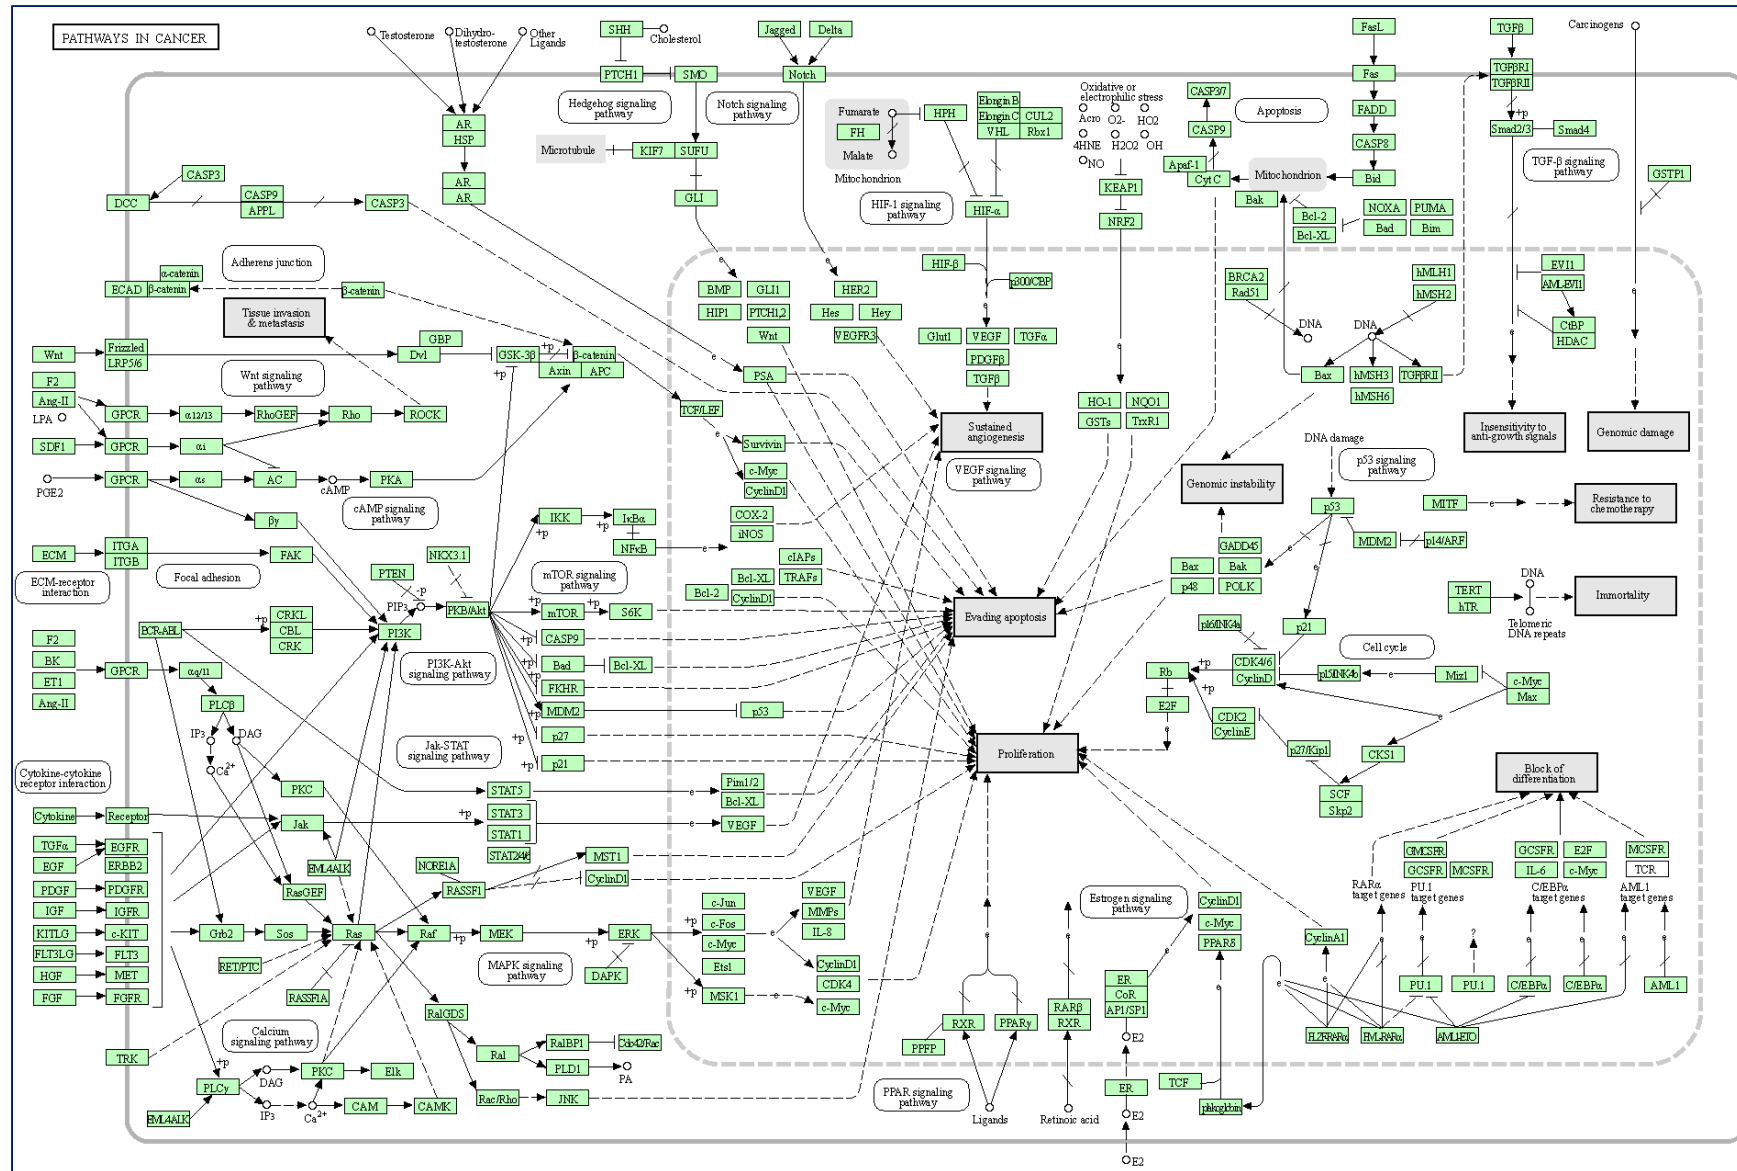 PATHWAYS IN CANCER
Testosterone
Dihydro-
testosterone
Other
Ligands
SHH
Cholesterol
PTCH1
SMO
Hedgehog signaling
pathway
Microtubule
KIF7
SUFU
GLI
Jagged
Delta
Notch
Notch signaling
pathway
Fumarate
FH
Malate
Mitochondrion
HPH
Elongin B
Elongin C
CUL2
VHL
Rbx1
HIF-1 signaling
pathway
HIF-α
Oxidative or
electrophilic stress
Acro
O2-
HO2
4HNE
H2O2
OH
NO
KEAP1
NRF2
CASP3/7
CASP9
Apaf-1
Cyt C
Apoptosis
Mitochondrion
Bak
Bcl-2
Bcl-XL
FasL
Fas
FADD
CASP8
Bid
NOXA
PUMA
Bad
Bim
TGFβ
TGFβRI
TGFβRII
+p
Smad2/3
Smad4
TGF-β signaling
pathway
Carcinogens
GSTP1
AR
HSP
AR
AR
CASP3
DCC
CASP9
APPL
CASP3
Adherens junction
α-catenin
ECAD
β-catenin
β-catenin
Tissue invasion
& metastasis
Wnt
Frizzled
LRP5/6
Wnt signaling
pathway
GBP
Dvl
GSK-3β
+p
+p
β-catenin
Axin
APC
F2
Ang-II
LPA
GPCR
α12/13
RhoGEF
Rho
ROCK
TCF/LEF
SDF1
GPCR
αi
PGE2
GPCR
αs
AC
cAMP
PKA
cAMP signaling
pathway
βγ
ECM
ITGA
ITGB
FAK
ECM-receptor
interaction
Focal adhesion
PTEN
-p
PIP3
+p
NKX3.1
PKB/Akt
IKK
+p
+p
IκBα
NFκB
e
mTOR signaling
pathway
+p
mTOR
+p
S6K
BCR-ABL
+p
CRKL
CBL
CRK
PI3K
PI3K-Akt
signaling pathway
+p
CASP9
+p
Bad
Bcl-XL
+p
FKHR
+p
MDM2
p53
+p
p27
+p
p21
F2
BK
ET1
Ang-II
GPCR
αq/11
PLCβ
IP3
DAG
Ca2+
Jak-STAT
signaling pathway
Cytokine-cytokine
receptor interaction
PKC
STAT5
e
Pim1/2
Bcl-XL
Cytokine
Receptor
Jak
+p
STAT3
STAT1
STAT2/4/6
e
VEGF
TGFα
EGFR
EGF
ERBB2
PDGF
PDGFR
IGF
IGFR
KITLG
c-KIT
FLT3LG
FLT3
HGF
MET
FGF
FGFR
EML4ALK
RasGEF
NORE1A
RASSF1
MST1
CyclinD1
Grb2
Sos
Ras
Raf
+p
MEK
ERK
+p
+p
DAPK
MAPK signaling
pathway
RET/PTC
RASSF1A
c-Jun
c-Fos
c-Myc
Ets1
MSK1
e
e
e
VEGF
MMPs
IL-8
CyclinD1
CDK4
c-Myc
Calcium
signaling pathway
TRK
+p
PLCγ
EML4ALK
DAG
IP3
PKC
Elk
Ca2+
CAM
CAMK
RalGDS
Ral
RalBP1
Cdc42/Rac
PLD1
PA
Rac/Rho
JNK
e
BMP
GLI1
HIP1
PTCH1,2
Wnt
e
HER2
Hes
Hey
VEGFR3
e
PSA
HIF-β
p300/CBP
e
Glut1
VEGF
TGFα
PDGFβ
TGFβ
Sustained
angiogenesis
VEGF signaling
pathway
e
HO-1
NQO1
GSTs
TrxR1
e
Survivin
c-Myc
CyclinD1
COX-2
iNOS
cIAPs
Bcl-XL
TRAFs
Bcl-2
CyclinD1
Evading apoptosis
Proliferation
BRCA2
Rad51
DNA
DNA
hMLH1
hMSH2
Bax
hMSH3
TGFβRII
hMSH6
EVI1
AML-EVI1
CtBP
HDAC
e
e
Insensitivity to
anti-growth signals
Genomic damage
DNA damage
p53 signaling
pathway
Genomic instability
p53
MDM2
p14/ARF
e
e
GADD45
Bax
Bak
p48
POLK
MITF
e
Resistance to
chemotherapy
TERT
hTR
DNA
Telomeric
DNA repeats
Immortality
p16/INK4a
p21
Cell cycle
Rb
+p
CDK4/6
CyclinD
p15/INK4b
e
Miz1
c-Myc
Max
E2F
e
+p
CDK2
CyclinE
e
p27/Kip1
CKS1
SCF
Skp2
Block of
differentiation
GMCSFR
GCSFR
MCSFR
GCSFR
E2F
IL-6
c-Myc
MCSFR
TCR
RARα
target genes
PU.1
target genes
C/EBPα
target genes
AML1
target genes
?
e
e
e
e
e
e
PU.1
PU.1
C/EBPα
C/EBPα
AML1
Estrogen signaling
pathway
CyclinD1
c-Myc
PPARδ
e
e
CyclinA1
e
e
ER
CoR
AP1/SP1
E2
ER
E2
E2
RARβ
RXR
e
RXR
PPARγ
PPFP
PPAR signaling
pathway
Ligands
Retinoic acid
TCF
plakoglobin
PLZF-RARα
PML-RARα
AML1-ETO